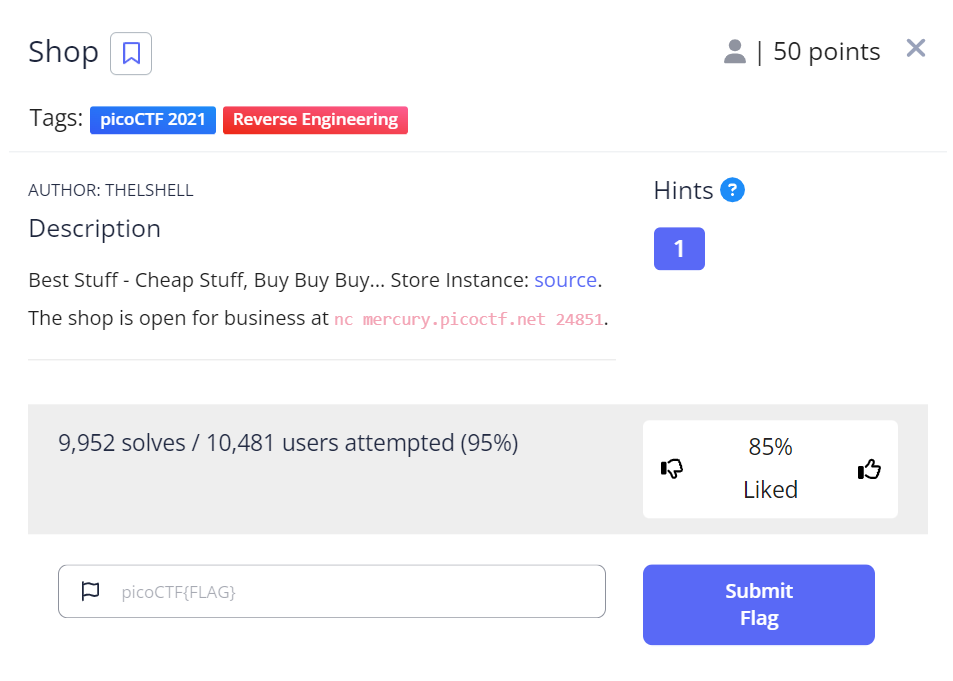 Shop
| 50 points
Tags: picoCTF 2021 Reverse Engineering
AUTHOR: THELSHELL
Description
Best Stuff - Cheap Stuff, Buy Buy Buy... Store Instance: source.
The shop is open for business at nc mercury.picoctf.net 24851.
Hints ?
1
9,952 solves / 10,481 users attempted (95%)
85%
Liked
picoCTF{FLAG}
Submit
Flag